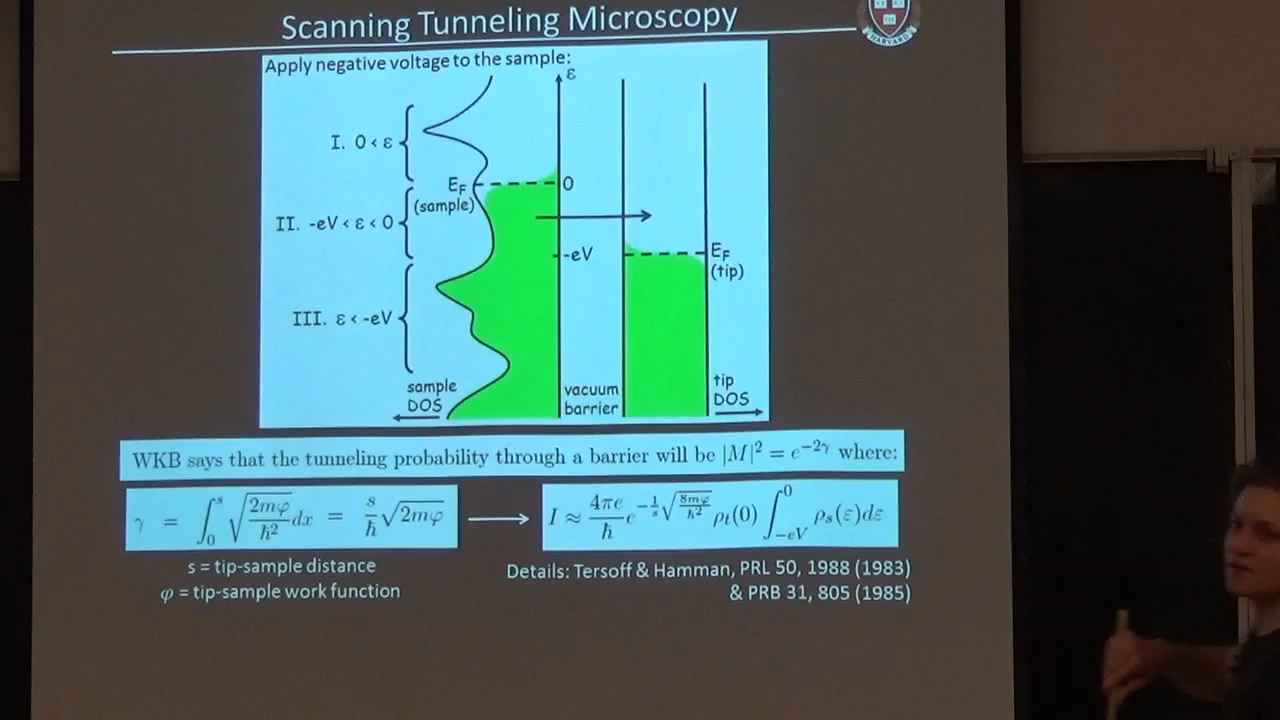 Scanning Tunneling Microscopy
HARVARD
Apply negative voltage to the sample:
ε
I. 0 < ε
E_F
0
(sample)
II. -eV < ε < 0
-eV
E_F
(tip)
III. ε < -eV
sample
DOS
vacuum
barrier
tip
DOS
WKB says that the tunneling probability through a barrier will be |M|² = e^{-2γ} where:
γ = ∫_0^s √(2mφ/ħ²) dx = s/ħ √(2mφ)
I ≈ 4πe/ħ e^{-1/s √(8mφ/ħ²)} ρ_t(0) ∫_{-eV}^0 ρ_s(ε)dε
s = tip-sample distance
φ = tip-sample work function
Details: Tersoff & Hamman, PRL 50, 1988 (1983)
& PRB 31, 805 (1985)